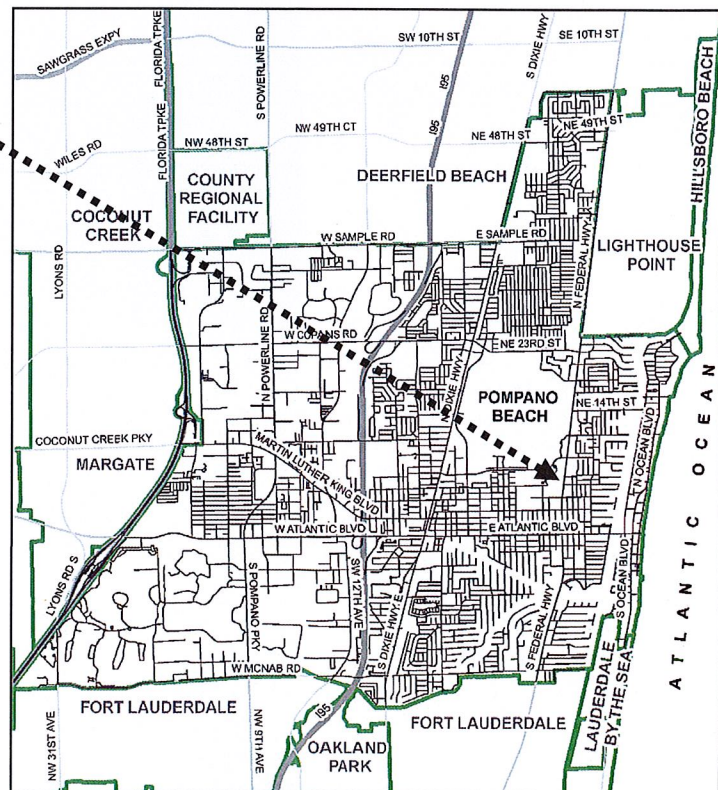 SAWGRASS EXPY
FLORIDA TPKE
FLORIDA TPKE
S POWERLINE RD
SW 10TH ST
I95
I95
S DIXIE HWY
SE 10TH ST
HILLSBORO BEACH
WILES RD
NW 48TH ST
NW 49TH CT
NE 48TH ST
NE 49TH ST
COUNTY
REGIONAL
FACILITY
DEERFIELD BEACH
COCONUT
CREEK
LYONS RD
W SAMPLE RD
E SAMPLE RD
N FEDERAL HWY
LIGHTHOUSE
POINT
N POWERLINE RD
W COPANS RD
NE 23RD ST
N DIXIE HWY
POMPANO
BEACH
NE 14TH ST
N OCEAN BLVD
COCONUT CREEK PKY
MARGATE
MARTIN LUTHER KING BLVD
W ATLANTIC BLVD
E ATLANTIC BLVD
LYONS RD S
S POMPANO PKY
SW 12TH AVE
S DIXIE HWY E
S FEDERAL HWY
S OCEAN BLVD
ATLANTIC OCEAN
W MCNAB RD
LAUDERDALE
BY THE SEA
FORT LAUDERDALE
FORT LAUDERDALE
NW 31ST AVE
NW 9TH AVE
I95
OAKLAND
PARK